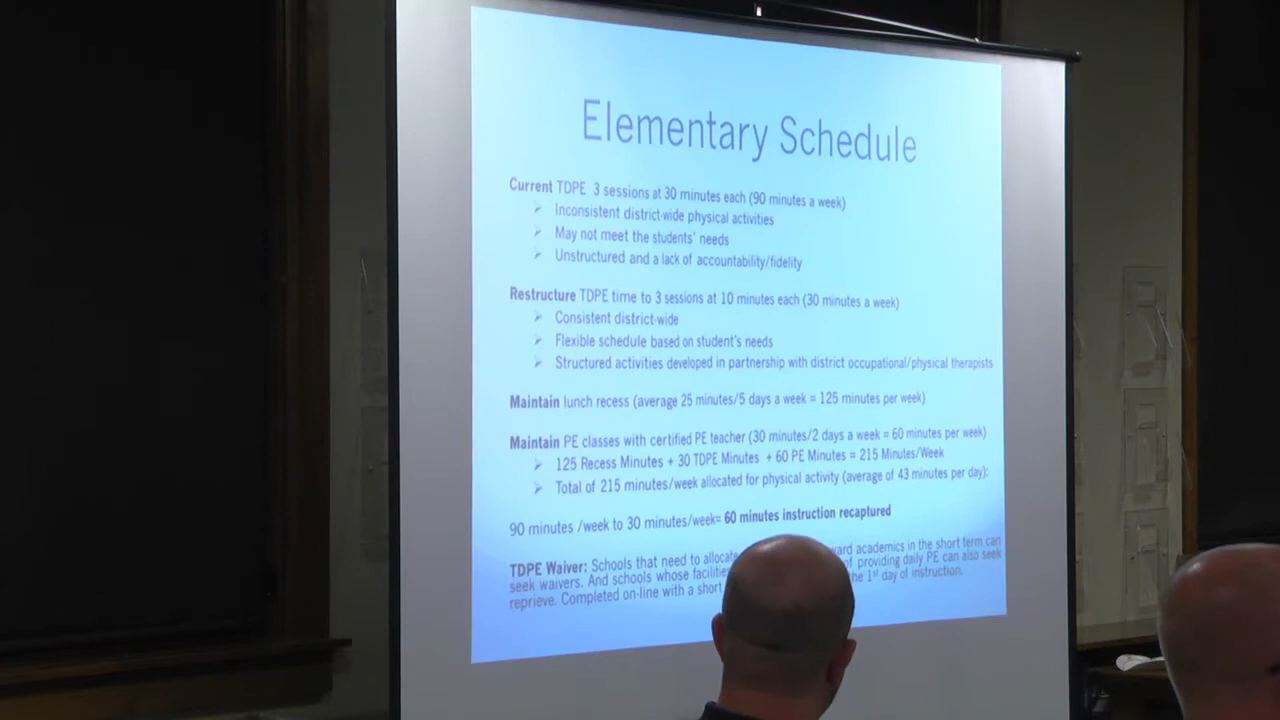 Elementary Schedule
Current TDPE 3 sessions at 30 minutes each (90 minutes a week)
Inconsistent district-wide physical activities
May not meet the students' needs
Unstructured and a lack of accountability/fidelity
Restructure TDPE time to 3 sessions at 10 minutes each (30 minutes a week)
Consistent district-wide
Flexible schedule based on student's needs
Structured activities developed in partnership with district occupational/physical therapists
Maintain lunch recess (average 25 minutes/5 days a week = 125 minutes per week)
Maintain PE classes with certified PE teacher (30 minutes/2 days a week = 60 minutes per week)
125 Recess Minutes + 30 TDPE Minutes + 60 PE Minutes = 215 Minutes/Week
Total of 215 minutes/week allocated for physical activity (average of 43 minutes per day):
90 minutes /week to 30 minutes/week= 60 minutes instruction recaptured
TDPE Waiver: Schools that need to allocate academics in the short term can
seek waivers. And schools whose facilities of providing daily PE can also seek
reprieve. Completed on-line with a short the 1st day of instruction.